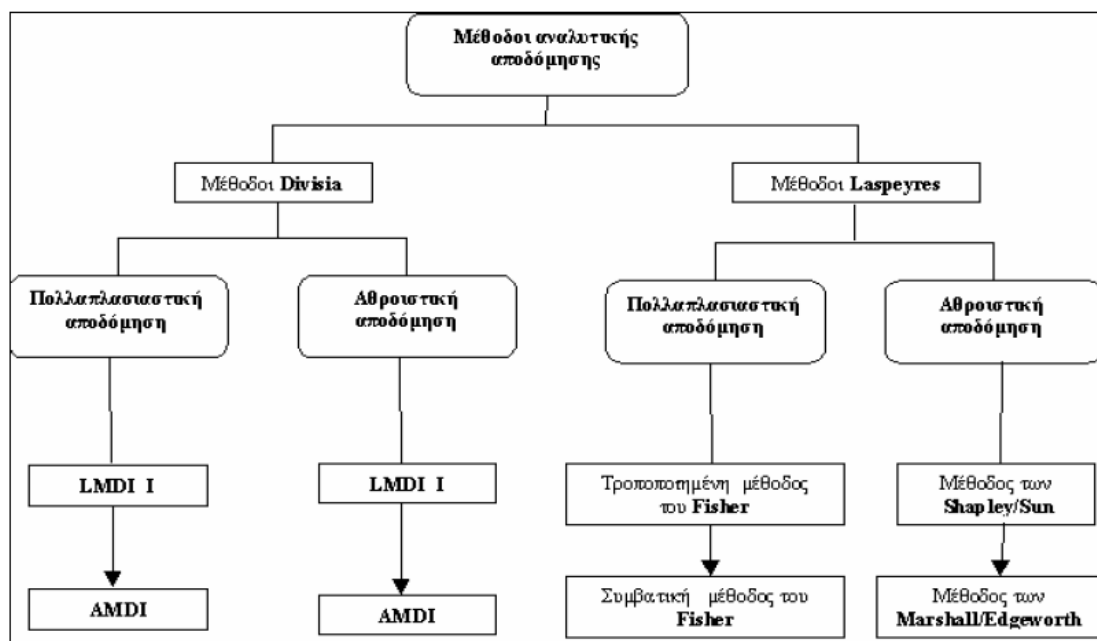 Μέθοδοι αναλυτικής
αποδόμησης
Μέθοδοι Divisia
Μέθοδοι Laspeyres
Πολλαπλασιαστική
αποδόμηση
Αθροιστική
αποδόμηση
Πολλαπλασιαστική
αποδόμηση
Αθροιστική
αποδόμηση
LMDI I
LMDI I
Τροποποτημένη μέθοδος
του Fisher
Μέθοδος των
Shapley/Sun
AMDI
AMDI
Συμβατική μέθοδος του
Fisher
Μέθοδος των
Marshall/Edgeworth